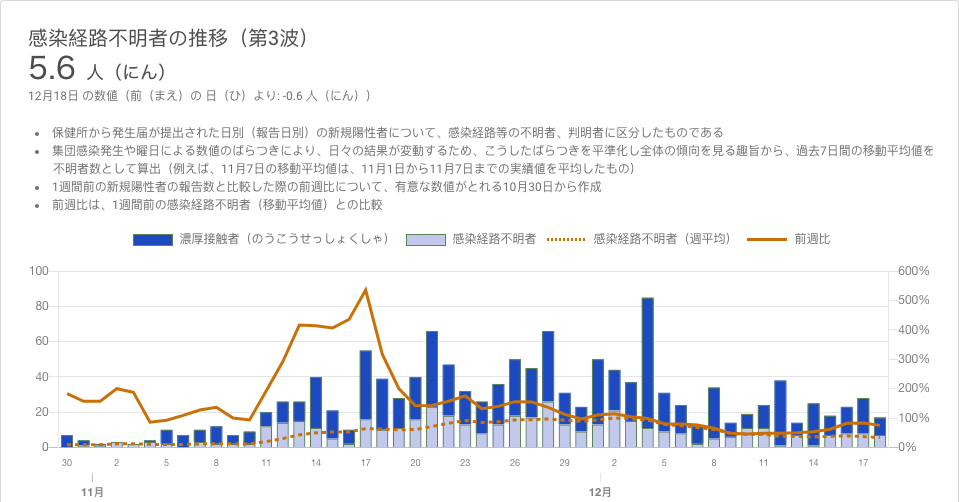 感染経路不明者の推移（第3波）
5.6 人（にん）
12月18日 の数値（前（まえ）の 日（ひ）より: -0.6 人（にん））
• 保健所から発生届が提出された日別（報告日別）の新規陽性者について、感染経路等の不明者、判明者に区分したものである
• 集団感染発生や曜日による数値のばらつきにより、日々の結果が変動するため、こうしたばらつきを平準化し全体の傾向を見る趣旨から、過去7日間の移動平均値を
不明者数として算出（例えば、11月7日の移動平均値は、11月1日から11月7日までの実績値を平均したもの）
• 1週間前の新規陽性者の報告数と比較した際の前週比について、有意な数値がとれる10月30日から作成
• 前週比は、1週間前の感染経路不明者（移動平均値）との比較
濃厚接触者（のうこうせっしょくしゃ） 感染経路不明者 感染経路不明者（週平均） 前週比
100 600%
500%
80
400%
60
300%
40
200%
20
100%
0 0%
30 2 5 8 11 14 17 20 23 26 29 2 5 8 11 14 17
11月 12月